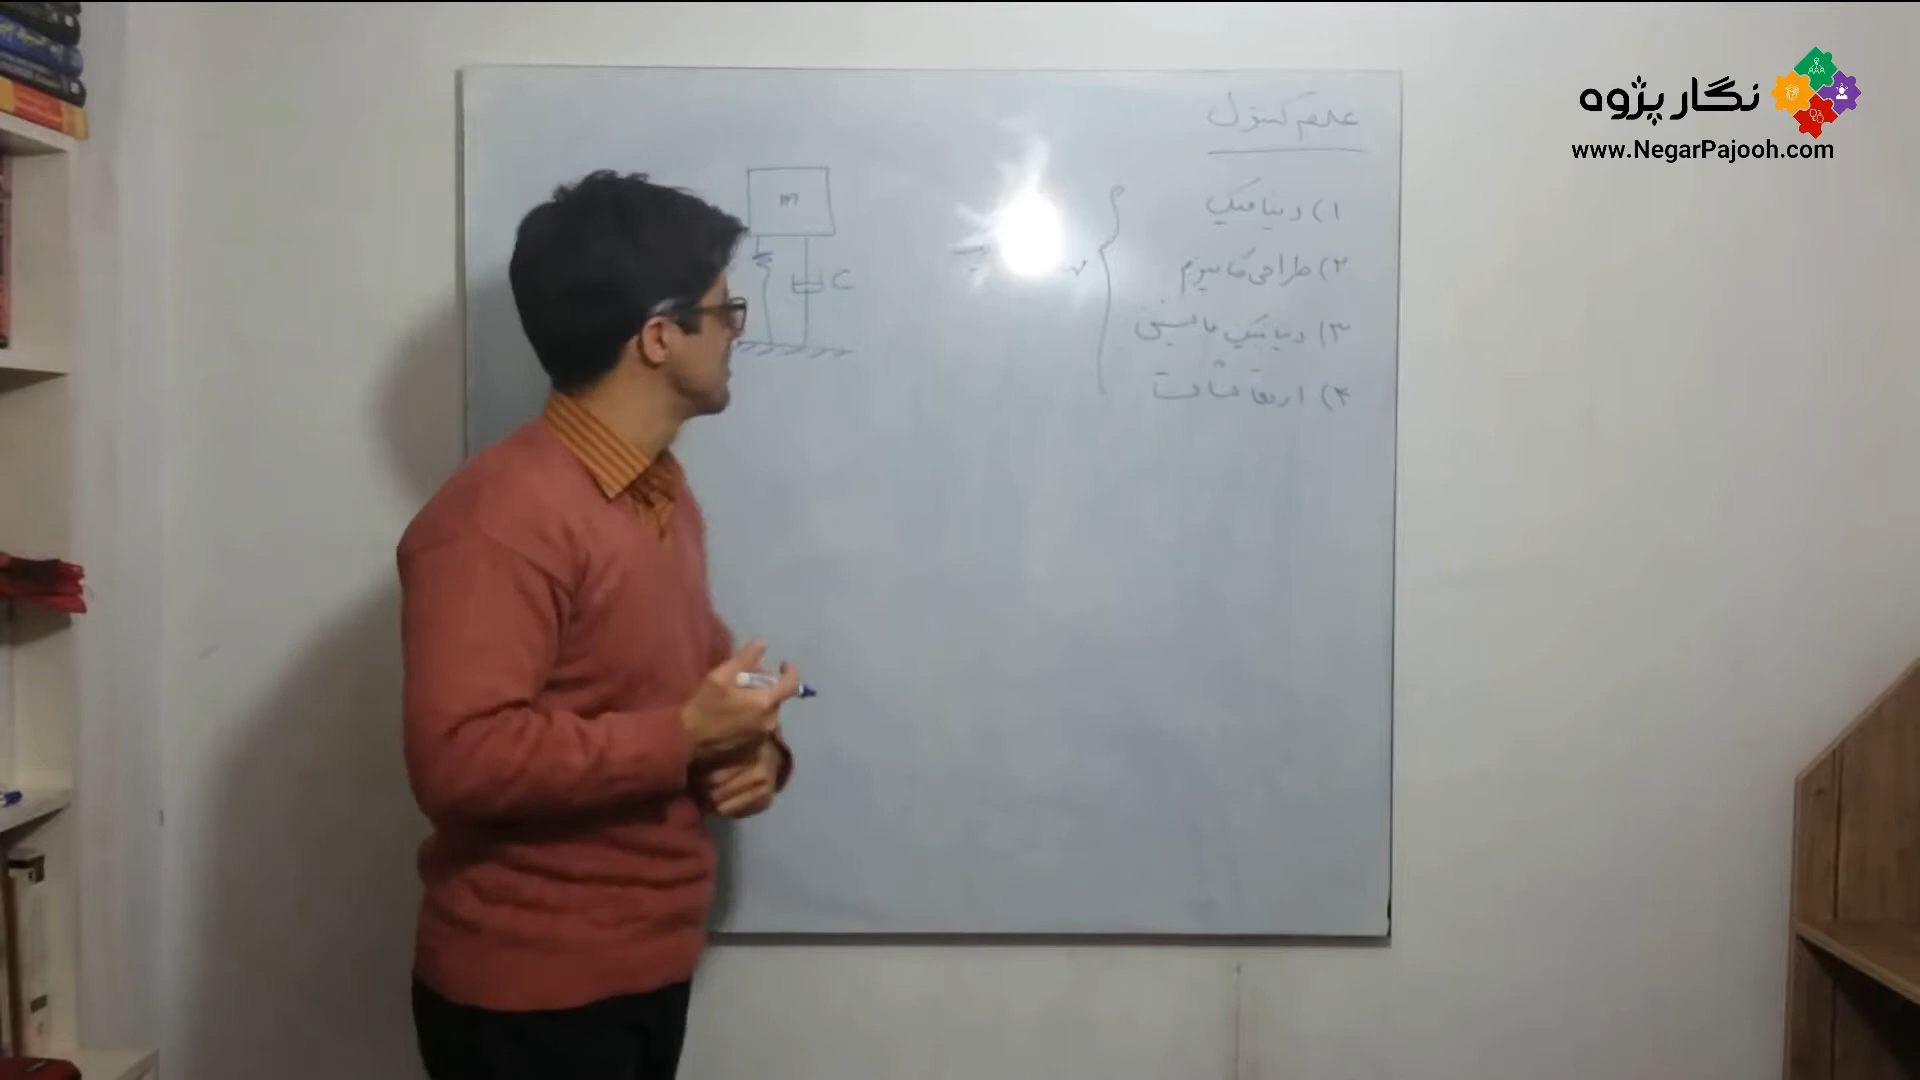 نگار پژوه
www.NegarPajooh.com
علم کنترل
۱) دینامیک
۲) طراحی مکانیزم
۳) دینامیک ماشین
۴) ارتعاشات
m
C